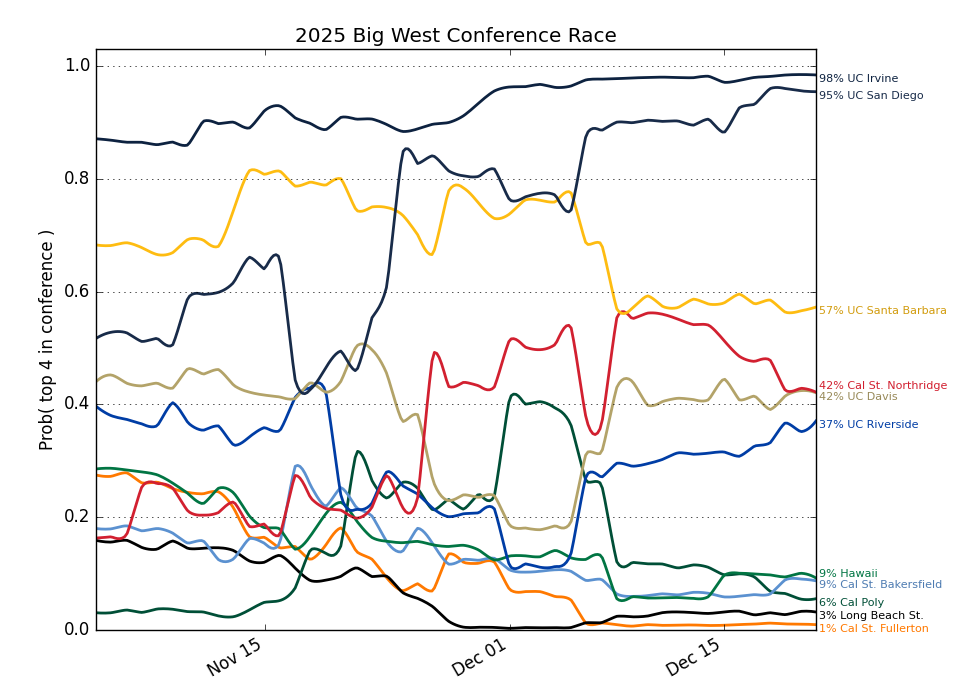 2025 Big West Conference Race
Prob( top 4 in conference )
1.0
0.8
0.6
0.4
0.2
0.0
Nov 15
Dec 01
Dec 15
98% UC Irvine
95% UC San Diego
57% UC Santa Barbara
42% Cal St. Northridge
42% UC Davis
37% UC Riverside
9% Hawaii
9% Cal St. Bakersfield
6% Cal Poly
3% Long Beach St.
1% Cal St. Fullerton